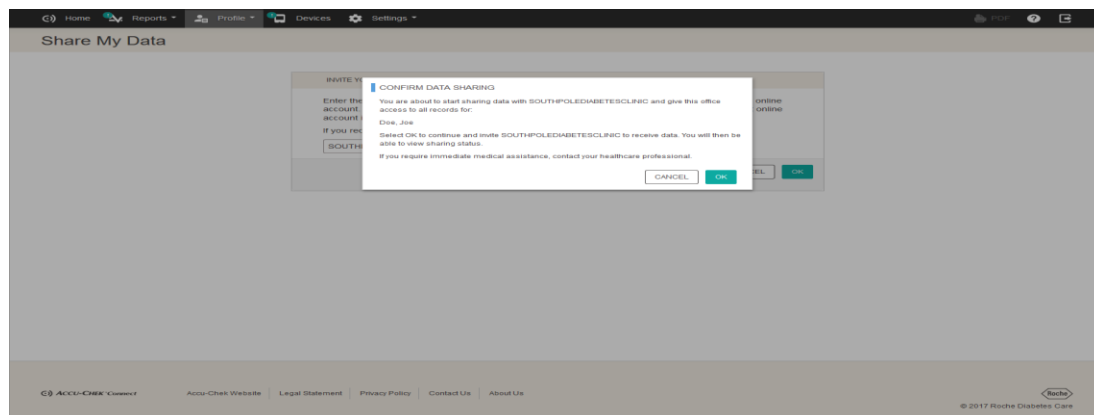 Home Reports Profile Devices Settings PDF
Share My Data
INVITE Y
CONFIRM DATA SHARING
Enter the
You are about to start sharing data with SOUTHPOLEDIABETESCLINIC and give this office
online
account.
access to all records for:
online
account
Doe, Joe
If you rec
Select OK to continue and invite SOUTHPOLEDIABETESCLINIC to receive data. You will then be
able to view sharing status.
SOUTH
If you require immediate medical assistance, contact your healthcare professional.
CANCEL OK
EL OK
ACCU-CHEK Connect Accu-Chek Website Legal Statement Privacy Policy Contact Us About Us Roche
© 2017 Roche Diabetes Care